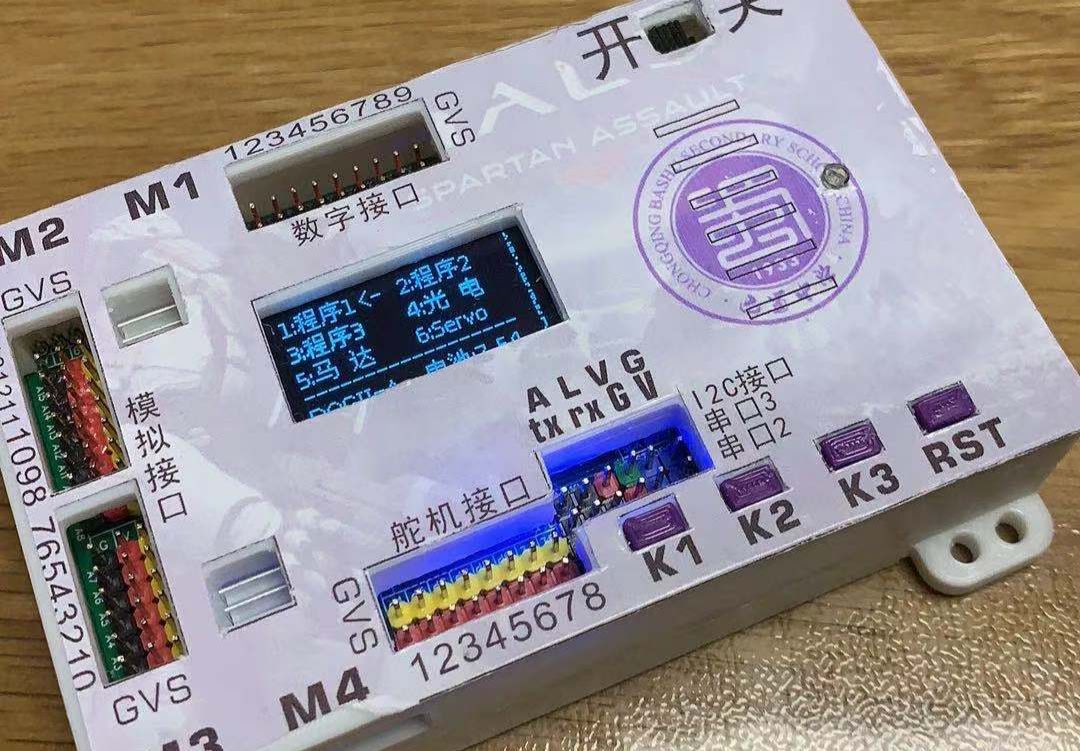 开关
123456789
GVS
M1
M2
GVS
数字接口
SPARTAN ASSAULT
CHONGQING BASHU SECONDARY SCHOOL CHINA
1933
1:程序1<- 2:程序2
3:程序3 4:光 电
5:马 达 6:Servo
模拟接口
A L V G
tx rx G V
I2C接口
串口3
串口2
舵机接口
K1
K2
K3
RST
GVS
12345678
76543210
GVS
M4